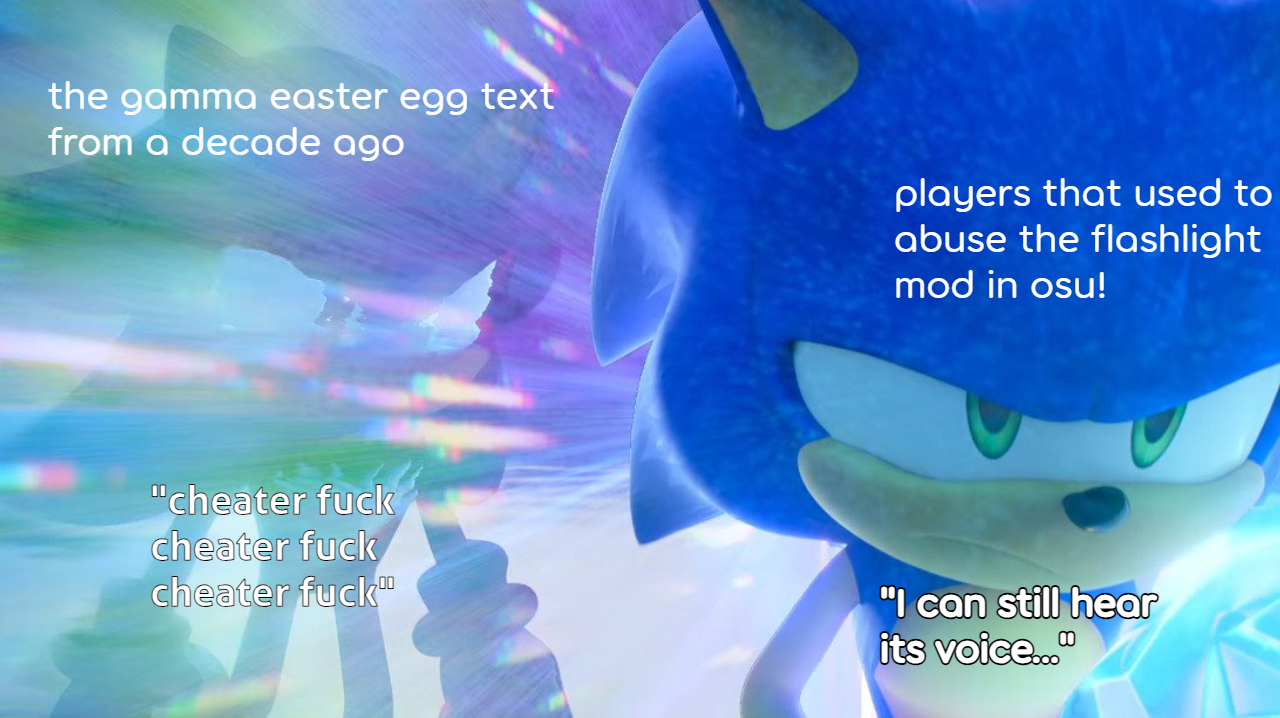 the gamma easter egg text
from a decade ago
players that used to
abuse the flashlight
mod in osu!
"cheater fuck
cheater fuck
cheater fuck"
"I can still hear
its voice..."